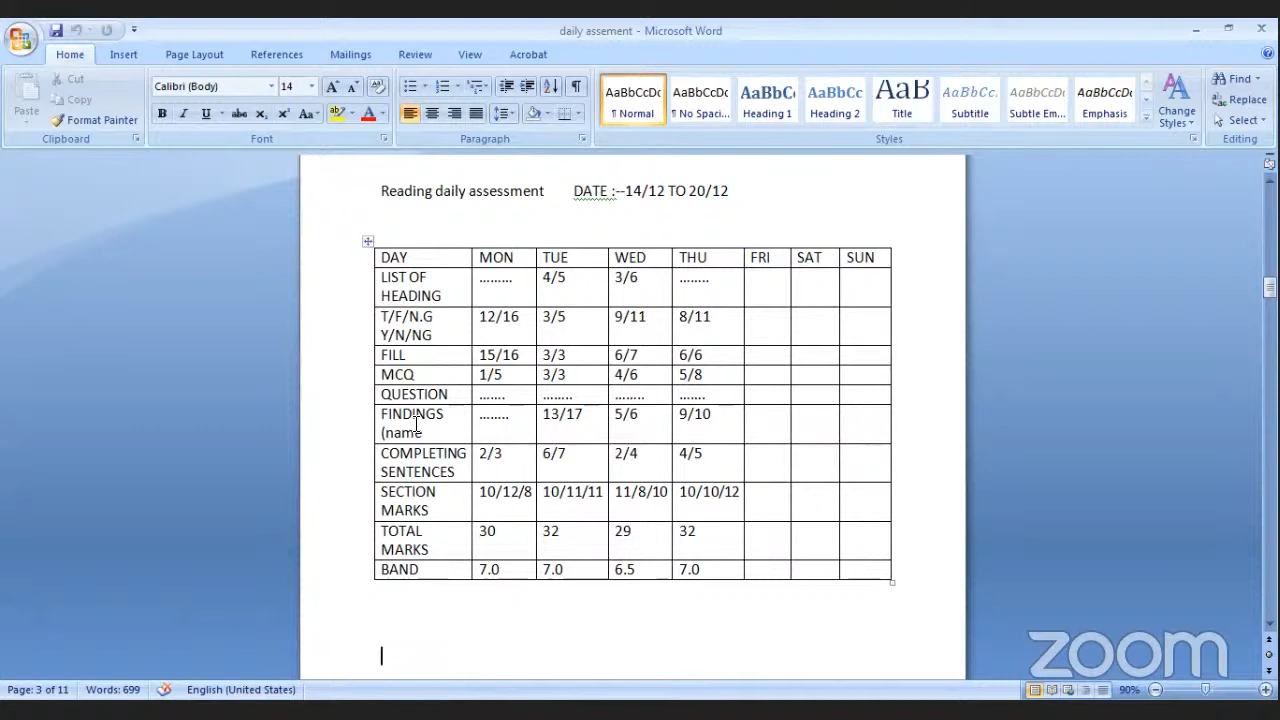 daily assement - Microsoft Word
Home Insert Page Layout References Mailings Review View Acrobat
Cut
Copy
Format Painter
Paste
Clipboard
Calibri (Body) 14
Font
Paragraph
AaBbCcDc AaBbCcDc AaBbCc AaBbCc AaB AaBbCc. AaBbCcDc AaBbCcDc
¶ Normal ¶ No Spaci... Heading 1 Heading 2 Title Subtitle Subtle Em... Emphasis
Change Styles
Styles
Find
Replace
Select
Editing
Reading daily assessment DATE :--14/12 TO 20/12
DAY MON TUE WED THU FRI SAT SUN
LIST OF ......... 4/5 3/6 ........
HEADING
T/F/N.G 12/16 3/5 9/11 8/11
Y/N/NG
FILL 15/16 3/3 6/7 6/6
MCQ 1/5 3/3 4/6 5/8
QUESTION ....... ........ ........ .......
FINDINGS ........ 13/17 5/6 9/10
(name
COMPLETING 2/3 6/7 2/4 4/5
SENTENCES
SECTION 10/12/8 10/11/11 11/8/10 10/10/12
MARKS
TOTAL 30 32 29 32
MARKS
BAND 7.0 7.0 6.5 7.0
zoom
Page: 3 of 11 Words: 699 English (United States) 90%